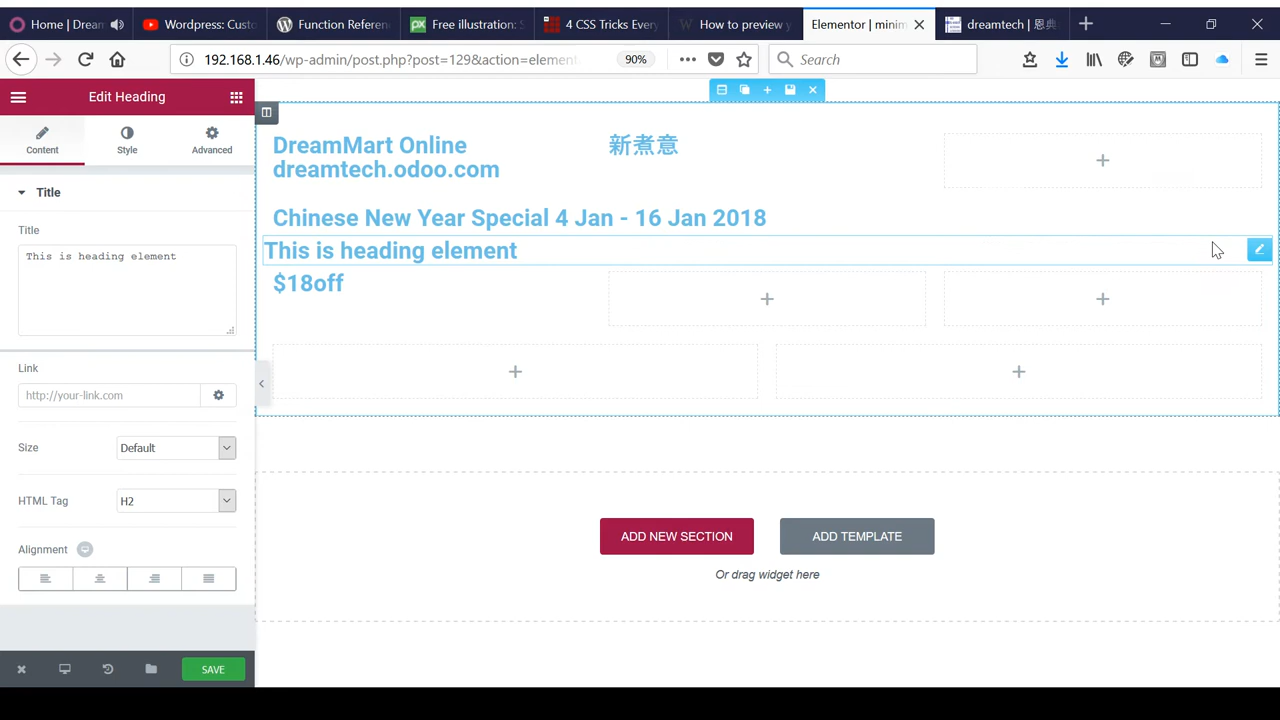 Home | Dream
Wordpress: Custo
Function Referen
Free illustration: S
4 CSS Tricks Every
How to preview y
Elementor | minim
dreamtech | 恩典
192.168.1.46/wp-admin/post.php?post=129&action=elemen
90%
Search
Edit Heading
Content
Style
Advanced
Title
Title
This is heading element
Link
http://your-link.com
Size
Default
HTML Tag
H2
Alignment
SAVE
DreamMart Online
dreamtech.odoo.com
新煮意
Chinese New Year Special 4 Jan - 16 Jan 2018
This is heading element
$18off
ADD NEW SECTION
ADD TEMPLATE
Or drag widget here